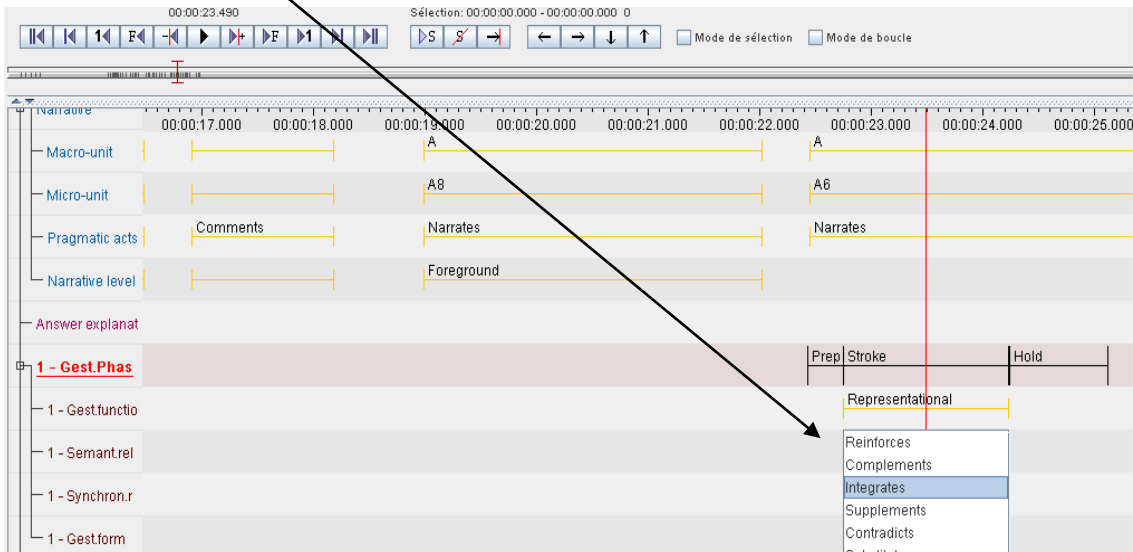 00:00:23.490 Sélection: 00:00:00.000 - 00:00:00.000 0
1 F F 1 S S Mode de sélection Mode de boucle
Narrative
00:00:17.000 00:00:18.000 00:00:19.000 00:00:20.000 00:00:21.000 00:00:22.000 00:00:23.000 00:00:24.000 00:00:25.000
Macro-unit A A
Micro-unit A8 A6
Pragmatic acts Comments Narrates Narrates
Narrative level Foreground
Answer explanat
1 - Gest.Phas Prep Stroke Hold
1 - Gest.functio Representational
1 - Semant.rel Reinforces
Complements
1 - Synchron.r Integrates
Supplements
1 - Gest.form Contradicts